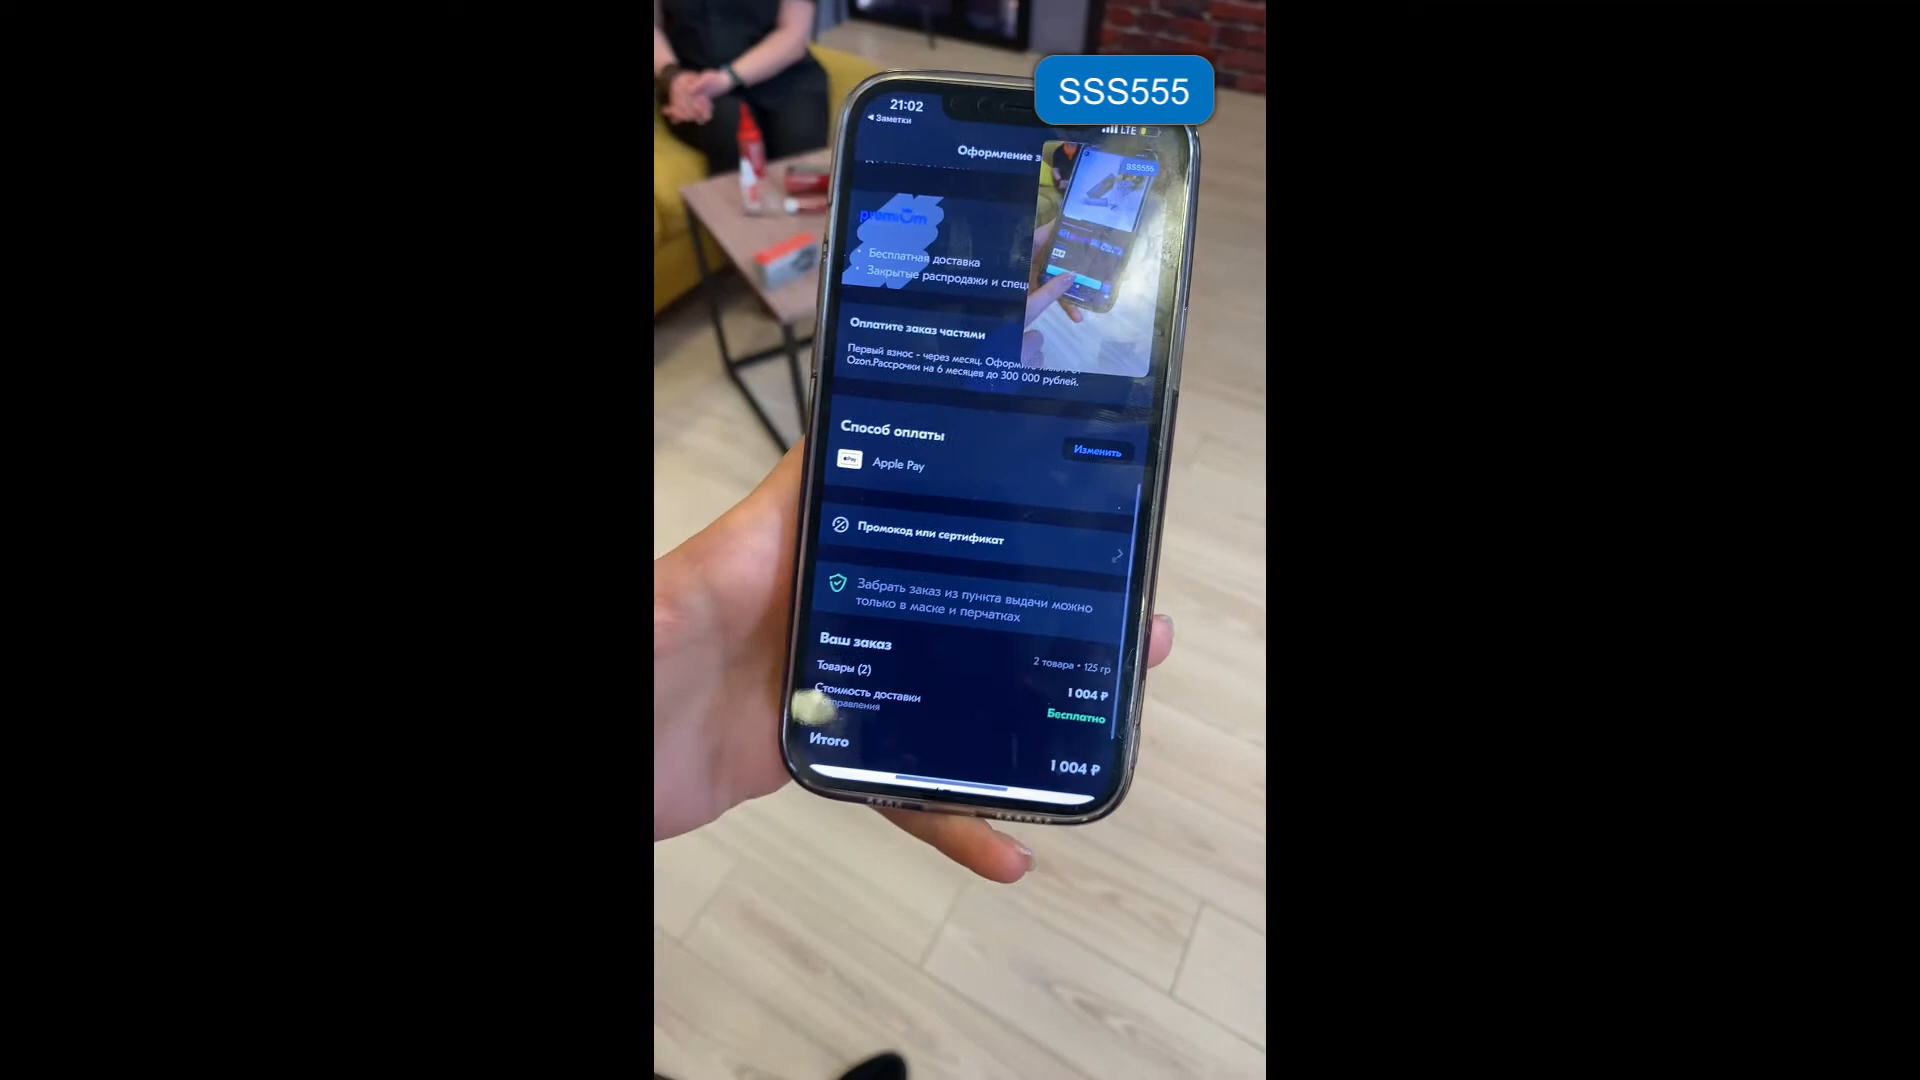 SSS555
21:02
Заметки
LTE
Оформление
SSS555
premium
Бесплатная доставка
Закрытые распродажи и
Оплатите заказ частями
Первый взнос - через месяц.
Ozon.Рассрочки на 6 месяцев до 300 000 рублей.
Способ оплаты
Изменить
Pay
Apple Pay
Промокод или сертификат
Забрать заказ из пункта выдачи можно
только в маске и перчатках
Ваш заказ
2 товара • 125 гр
Товары (2)
1 004 ₽
Стоимость доставки
Бесплатно
Итого
1 004 ₽